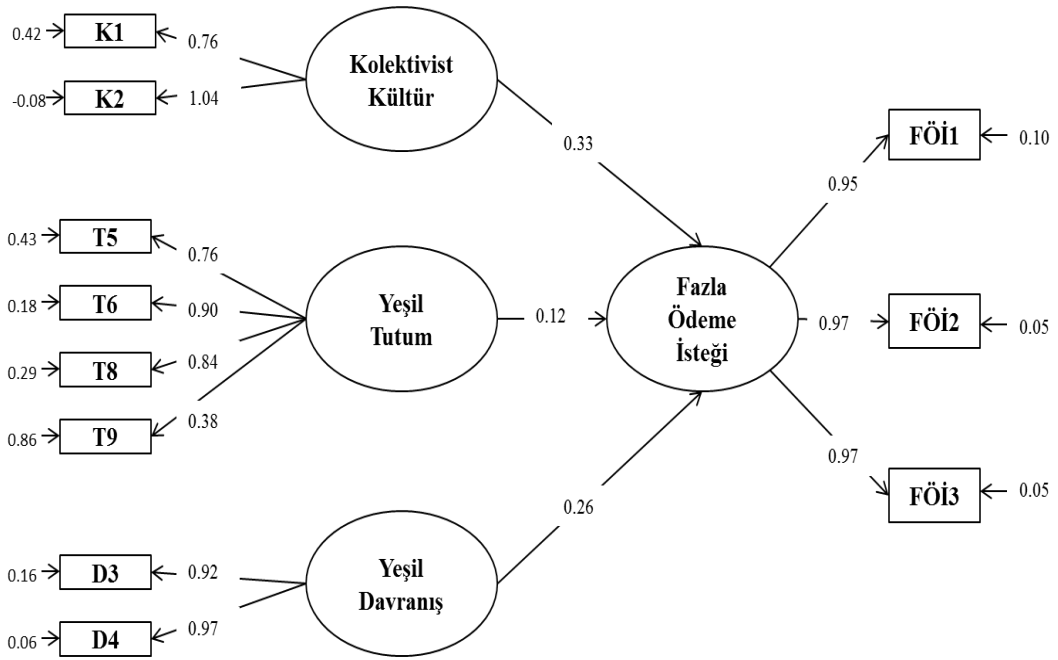 0.42
K1
0.76
-0.08
K2
1.04
Kolektivist
Kültür
0.33
0.43
T5
0.76
0.18
T6
0.90
0.29
T8
0.84
0.86
T9
0.38
Yeşil
Tutum
0.12
0.16
D3
0.92
0.06
D4
0.97
Yeşil
Davranış
0.26
Fazla
Ödeme
İsteği
0.95
FÖİ1
0.10
0.97
FÖİ2
0.05
0.97
FÖİ3
0.05